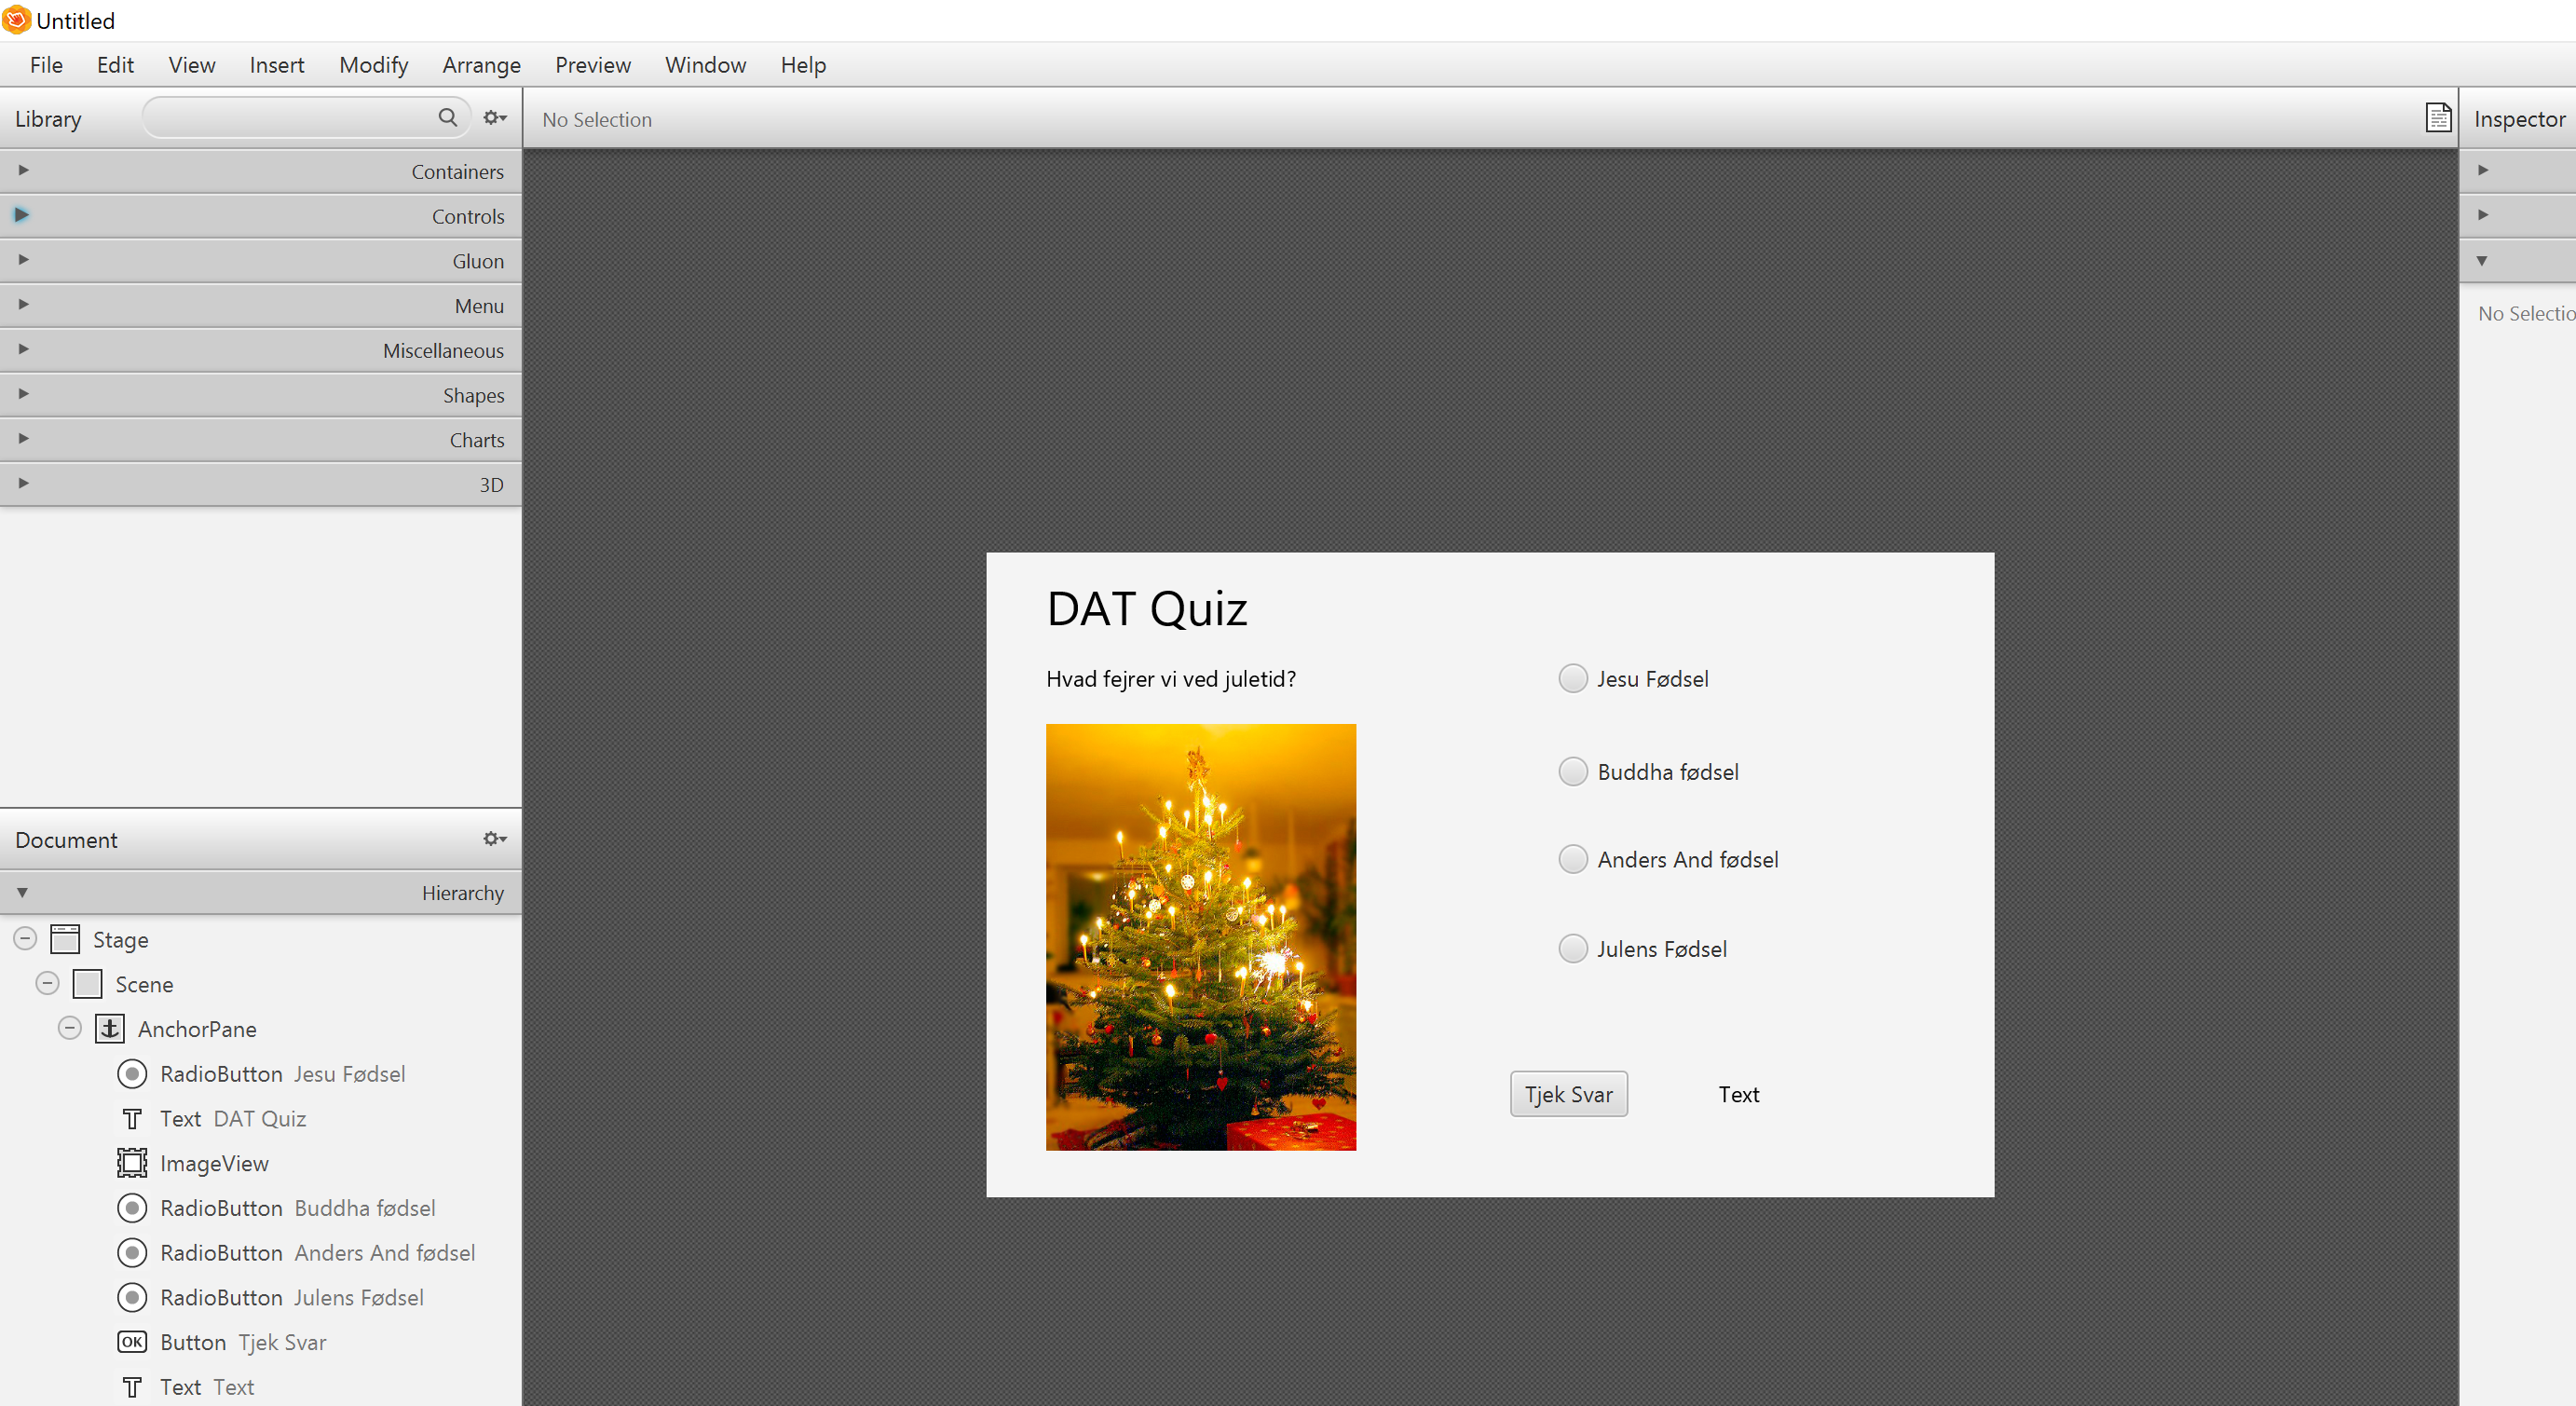 Untitled
File Edit View Insert Modify Arrange Preview Window Help
Library
No Selection
Inspector
Containers
Controls
Gluon
Menu
Miscellaneous
Shapes
Charts
3D
No Selectio
DAT Quiz
Hvad fejrer vi ved juletid?
Jesu Fødsel
Buddha fødsel
Anders And fødsel
Julens Fødsel
Tjek Svar
Text
Document
Hierarchy
Stage
Scene
AnchorPane
RadioButton Jesu Fødsel
Text DAT Quiz
ImageView
RadioButton Buddha fødsel
RadioButton Anders And fødsel
RadioButton Julens Fødsel
OK Button Tjek Svar
Text Text